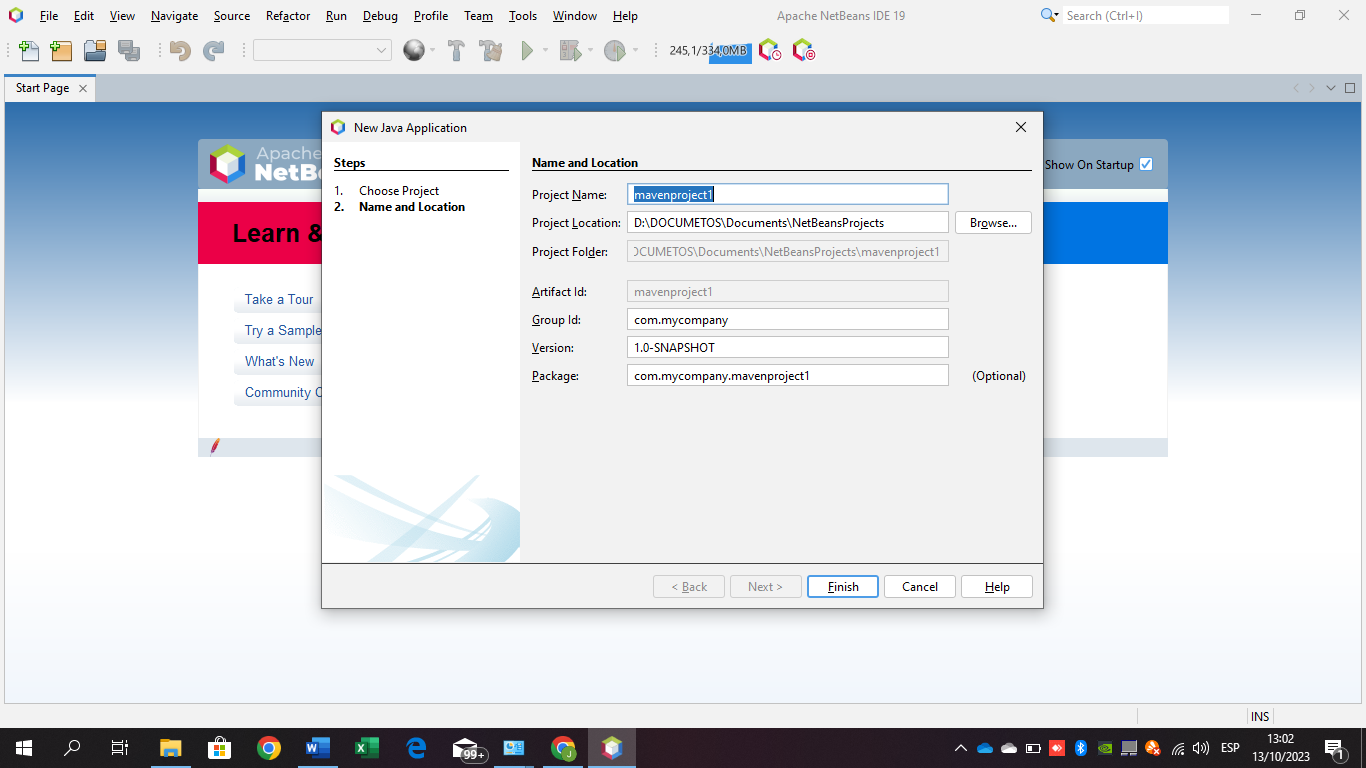 File Edit View Navigate Source Refactor Run Debug Profile Team Tools Window Help
Apache NetBeans IDE 19
Search (Ctrl+I)
245,1/334,0MB
Start Page
Apache
NetBe
Show On Startup
Learn &
Take a Tour
Try a Sample
What's New
Community C
New Java Application
Steps
1. Choose Project
2. Name and Location
Name and Location
Project Name: mavenproject1
Project Location: D:\DOCUMETOS\Documents\NetBeansProjects Browse...
Project Folder: OCUMETOS\Documents\NetBeansProjects\mavenproject1
Artifact Id: mavenproject1
Group Id: com.mycompany
Version: 1.0-SNAPSHOT
Package: com.mycompany.mavenproject1 (Optional)
< Back Next > Finish Cancel Help
INS
99+
ESP
13:02
13/10/2023
1